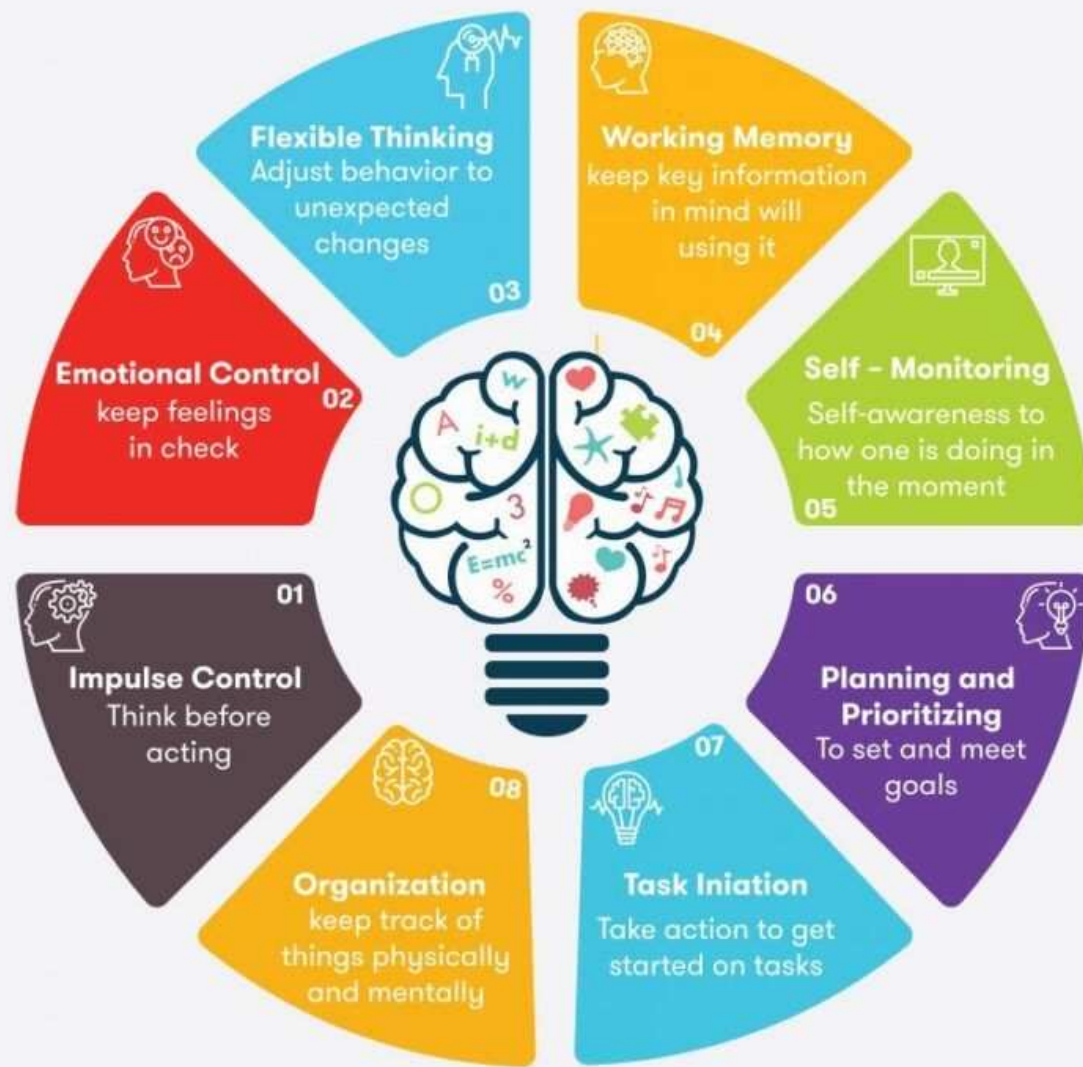 01
Impulse Control
Think before
acting
02
Emotional Control
keep feelings
in check
03
Flexible Thinking
Adjust behavior to
unexpected
changes
04
Working Memory
keep key information
in mind will
using it
05
Self - Monitoring
Self-awareness to
how one is doing in
the moment
06
Planning and
Prioritizing
To set and meet
goals
07
Task Iniation
Take action to get
started on tasks
08
Organization
keep track of
things physically
and mentally
w
A
i+d
3
E=mc²
%